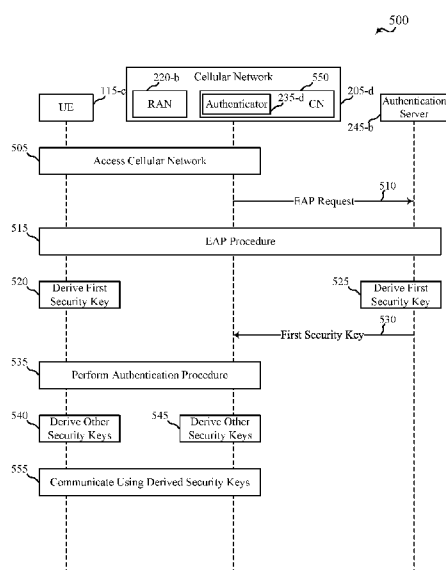 500
115-c
220-b
Cellular Network
550
UE
RAN
Authenticator
235-d
CN
205-d
Authentication
Server
245-b
505
Access Cellular Network
510
EAP Request
515
EAP Procedure
520
Derive First
Security Key
525
Derive First
Security Key
530
First Security Key
535
Perform Authentication Procedure
540
Derive Other
Security Keys
545
Derive Other
Security Keys
555
Communicate Using Derived Security Keys